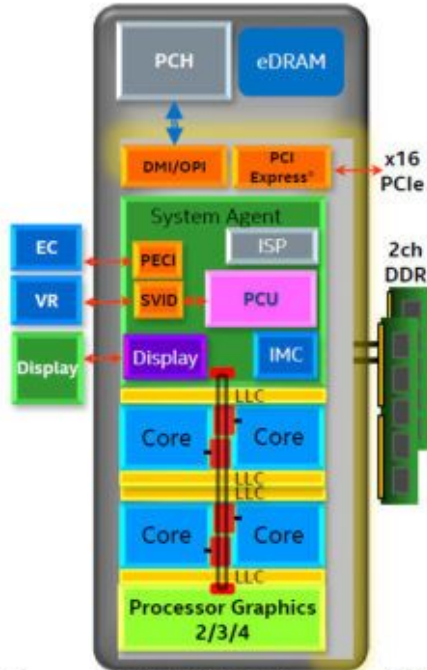 PCH
eDRAM
DMI/OPI
PCI
Express®
x16
PCIe
System Agent
ISP
EC
PECI
2ch
DDR
VR
SVID
PCU
Display
Display
IMC
LLC
Core
Core
LLC
LLC
Core
Core
LLC
Processor Graphics
2/3/4